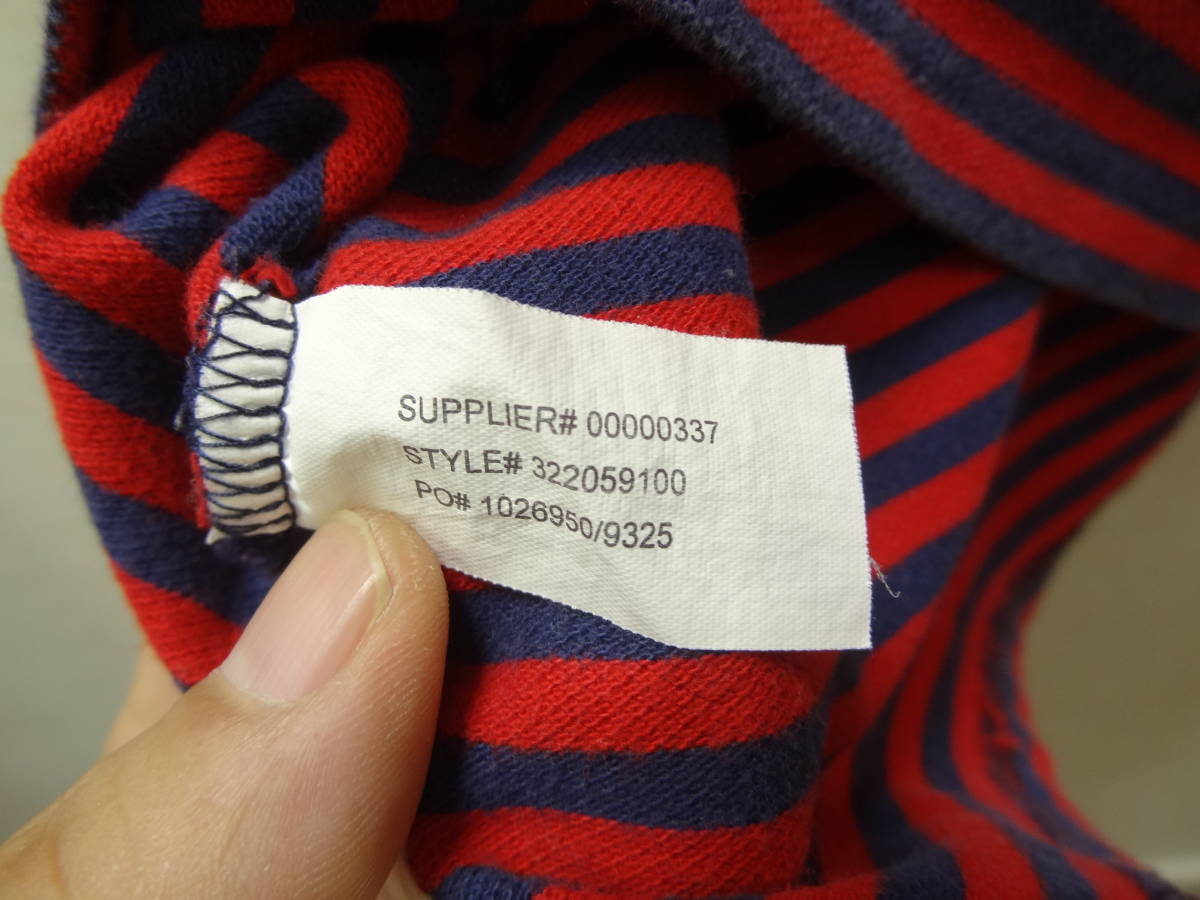 SUPPLIER# 00000337
STYLE# 322059100
PO# 1026950/9325